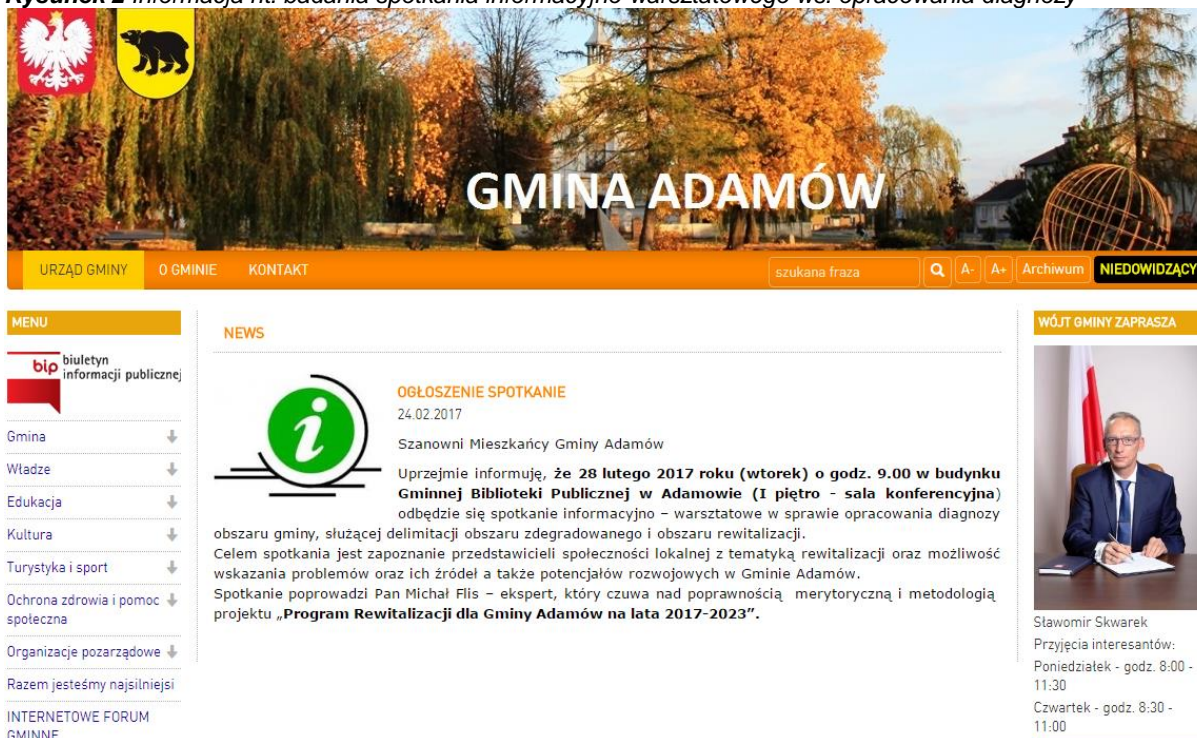 Rysunek 2 Informacja nt. badania spotkania informacyjno-warsztatowego ws. opracowania diagnozy
GMINA ADAMÓW
URZĄD GMINY O GMINIE KONTAKT szukana fraza A- A+ Archiwum NIEDOWIDZĄCY
MENU
bip biuletyn
informacji publicznej
Gmina
Władze
Edukacja
Kultura
Turystyka i sport
Ochrona zdrowia i pomoc
społeczna
Organizacje pozarządowe
Razem jesteśmy najsilniejsi
INTERNETOWE FORUM
GMINNE
NEWS
OGŁOSZENIE SPOTKANIE
24.02.2017
Szanowni Mieszkańcy Gminy Adamów
Uprzejmie informuję, że 28 lutego 2017 roku (wtorek) o godz. 9.00 w budynku
Gminnej Biblioteki Publicznej w Adamowie (I piętro - sala konferencyjna)
odbędzie się spotkanie informacyjno – warsztatowe w sprawie opracowania diagnozy
obszaru gminy, służącej delimitacji obszaru zdegradowanego i obszaru rewitalizacji.
Celem spotkania jest zapoznanie przedstawicieli społeczności lokalnej z tematyką rewitalizacji oraz możliwość
wskazania problemów oraz ich źródeł a także potencjałów rozwojowych w Gminie Adamów.
Spotkanie poprowadzi Pan Michał Flis – ekspert, który czuwa nad poprawnością merytoryczną i metodologią
projektu „Program Rewitalizacji dla Gminy Adamów na lata 2017-2023”.
WÓJT GMINY ZAPRASZA
Sławomir Skwarek
Przyjęcia interesantów:
Poniedziałek - godz. 8:00 -
11:30
Czwartek - godz. 8:30 -
11:00